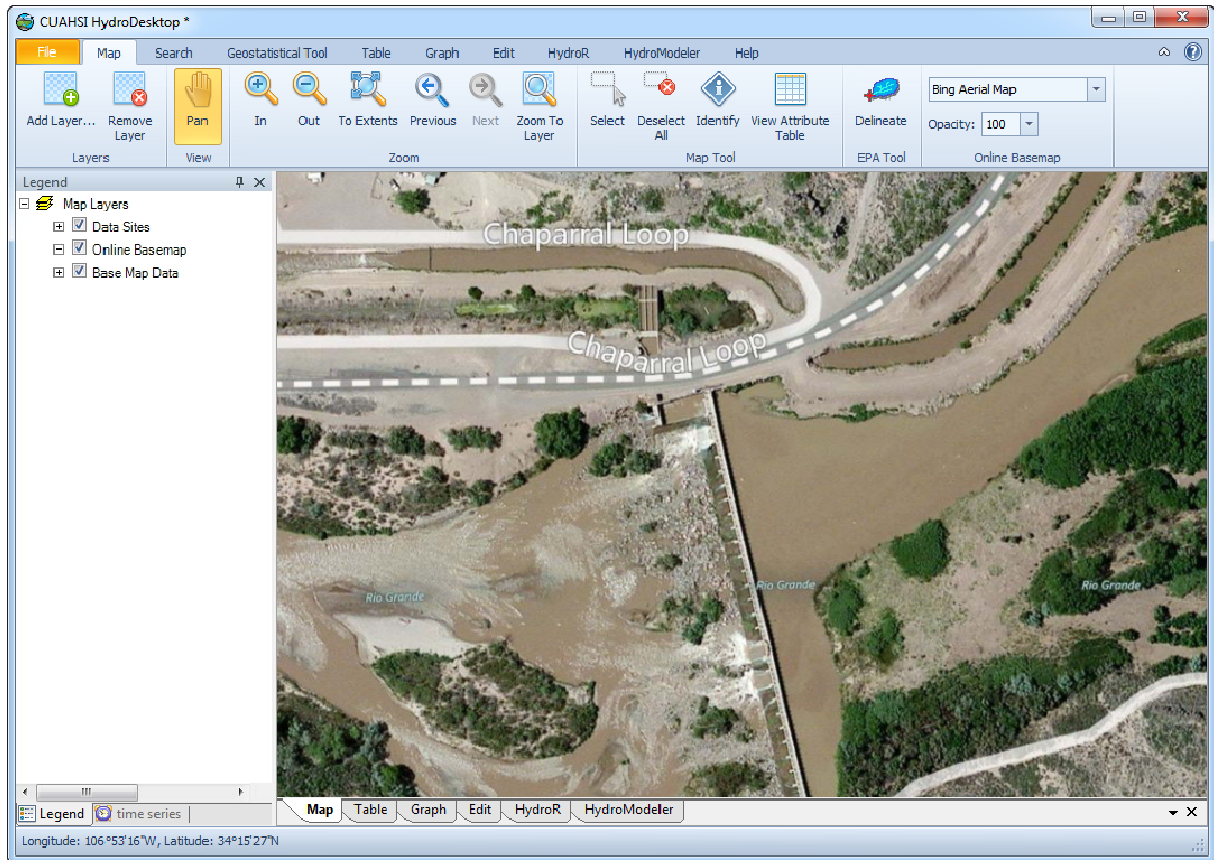 CUAHSI HydroDesktop *
File Map Search Geostatistical Tool Table Graph Edit HydroR HydroModeler Help
Add Layer... Remove Layer Pan In Out To Extents Previous Next Zoom To Layer Select Deselect All Identify View Attribute Table Delineate
Bing Aerial Map
Opacity: 100
Layers View Zoom Map Tool EPA Tool Online Basemap
Legend
Map Layers
Data Sites
Online Basemap
Base Map Data
Chaparral Loop
Chaparral Loop
Rio Grande
Rio Grande
Rio Grande
Legend time series
Map Table Graph Edit HydroR HydroModeler
Longitude: 106°53'16"W, Latitude: 34°15'27"N